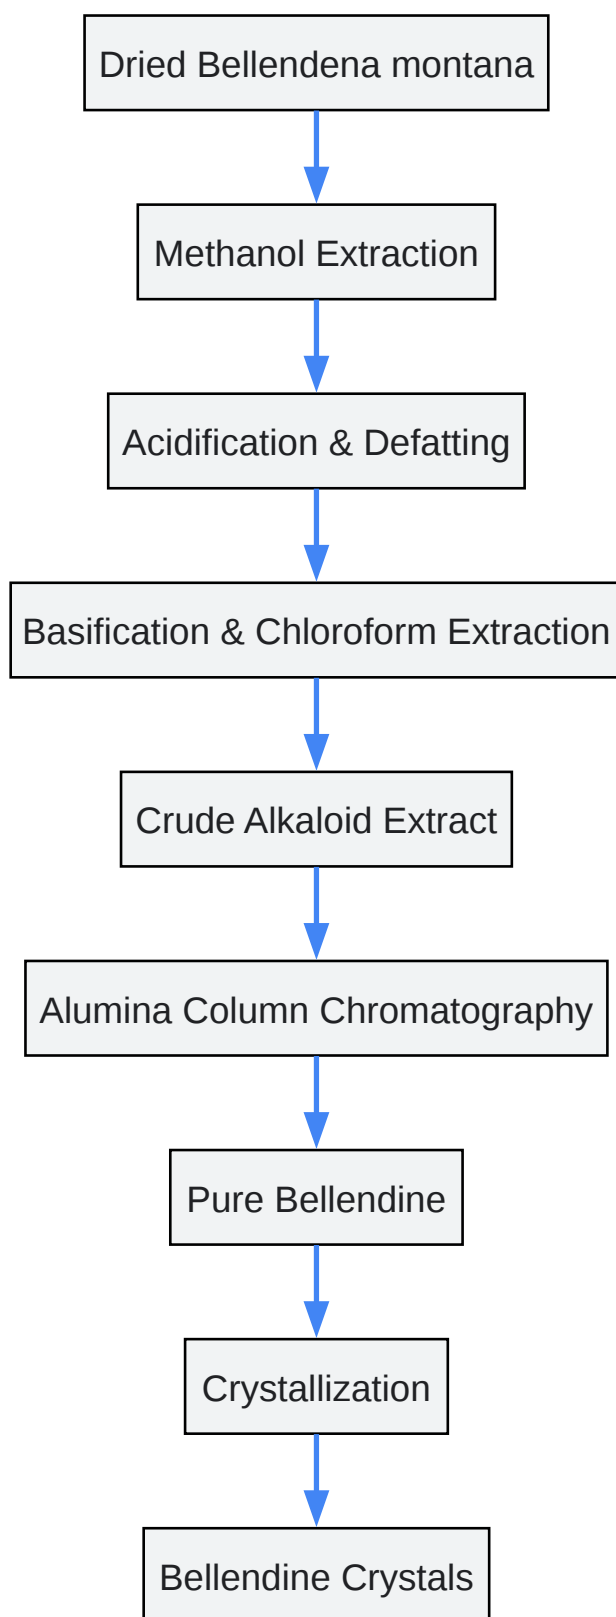 Dried Bellendena montana
Methanol Extraction
Acidification & Defatting
Basification & Chloroform Extraction
Crude Alkaloid Extract
Alumina Column Chromatography
Pure Bellendine
Crystallization
Bellendine Crystals